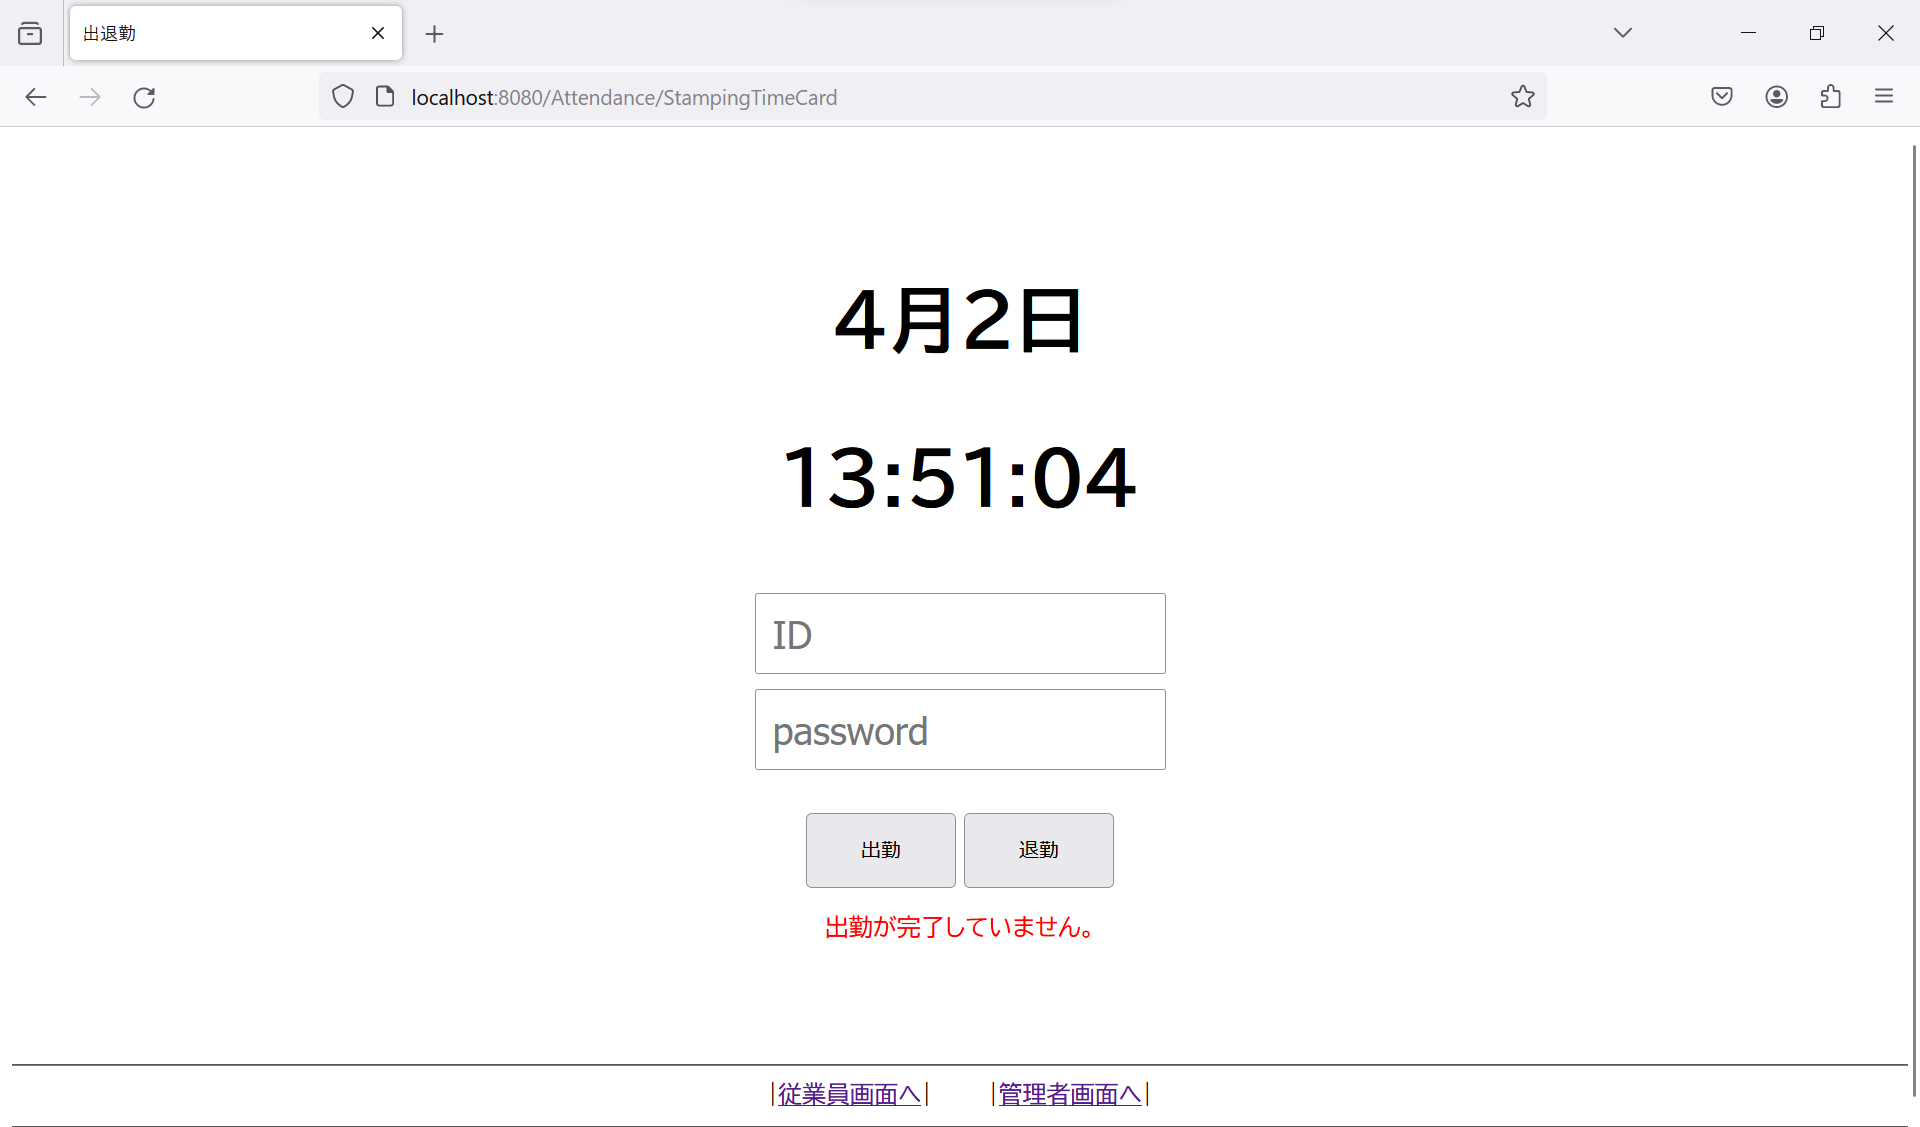 出退勤
localhost:8080/Attendance/StampingTimeCard
4月2日
13:51:04
ID
password
出勤 退勤
出勤が完了していません。
|従業員画面へ| |管理者画面へ|